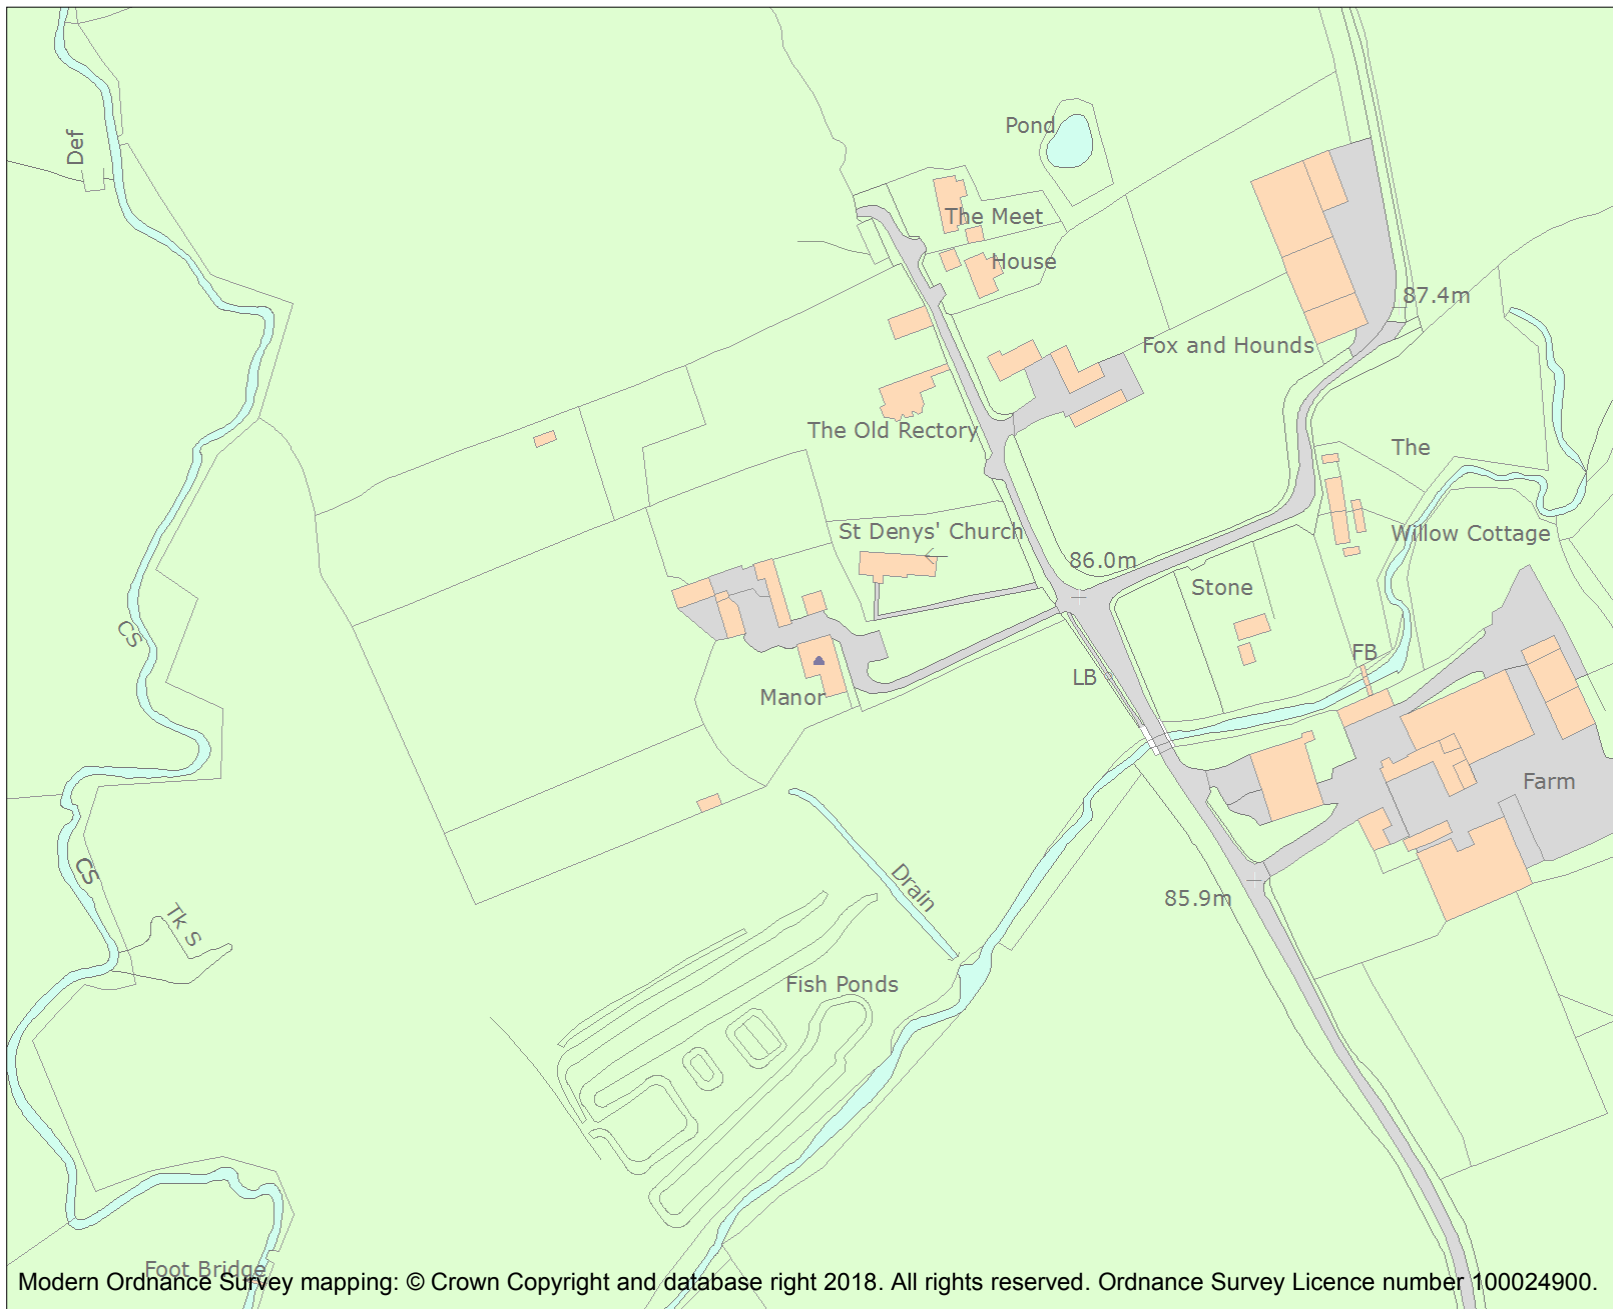 Def
Pond
The Meet
House
87.4m
Fox and Hounds
The Old Rectory
The
St Denys' Church
Willow Cottage
86.0m
Stone
CS
FB
LB
Manor
Farm
CS
Drain
85.9m
Tk S
Fish Ponds
Foot Bridge
Modern Ordnance Survey mapping: © Crown Copyright and database right 2018. All rights reserved. Ordnance Survey Licence number 100024900.